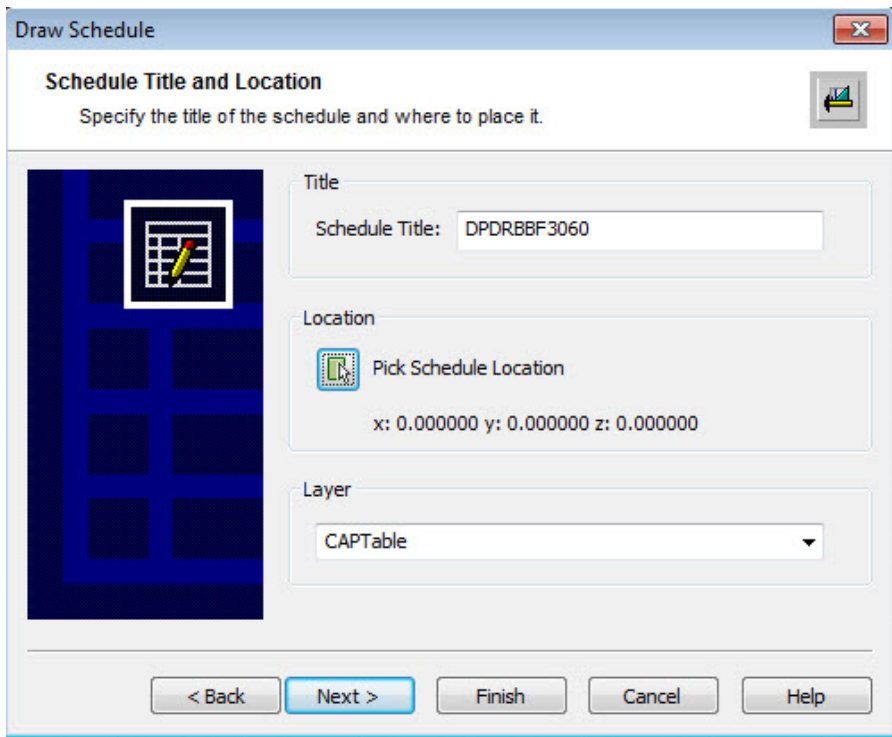 Draw Schedule
Schedule Title and Location
Specify the title of the schedule and where to place it.
Title
Schedule Title: DPDRBBF3060
Location
Pick Schedule Location
x: 0.000000 y: 0.000000 z: 0.000000
Layer
CAPTable
< Back Next > Finish Cancel Help